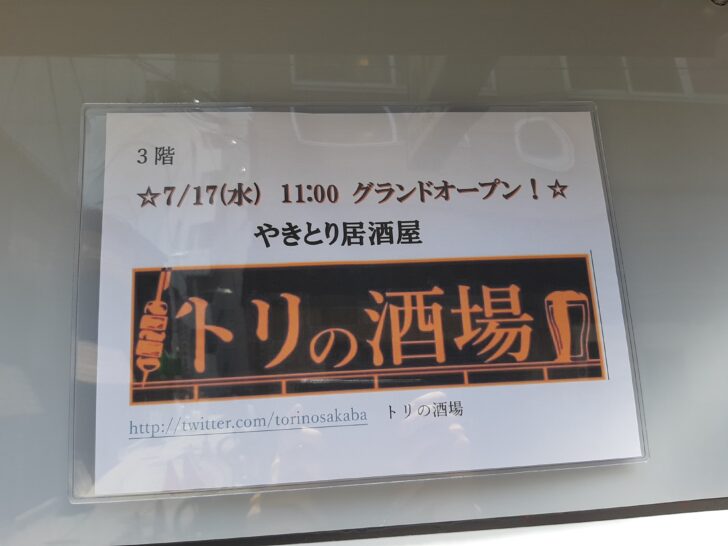 3階
☆7/17(水) 11:00 グランドオープン！☆
やきとり居酒屋
トリの酒場
http://twitter.com/torinosakaba トリの酒場